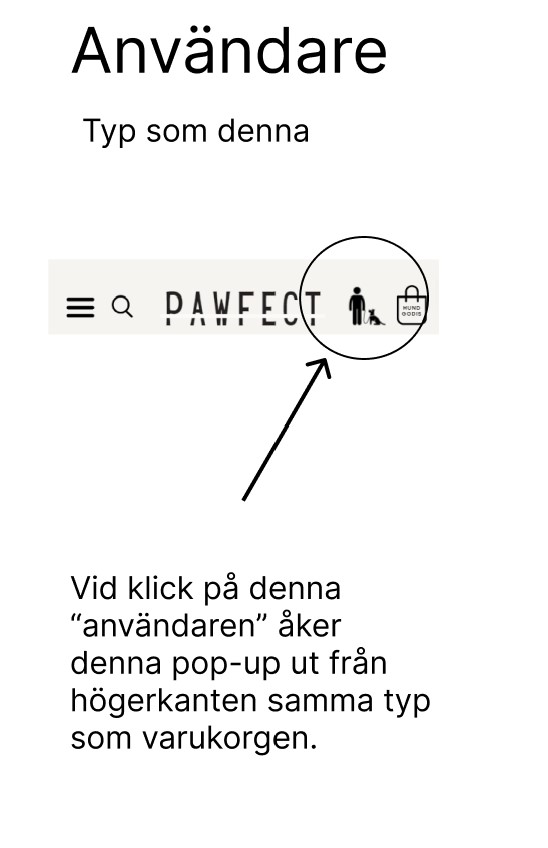 Användare
Typ som denna
PAWFECT
HUND
GODIS
Vid klick på denna
“användaren” åker
denna pop-up ut från
högerkanten samma typ
som varukorgen.